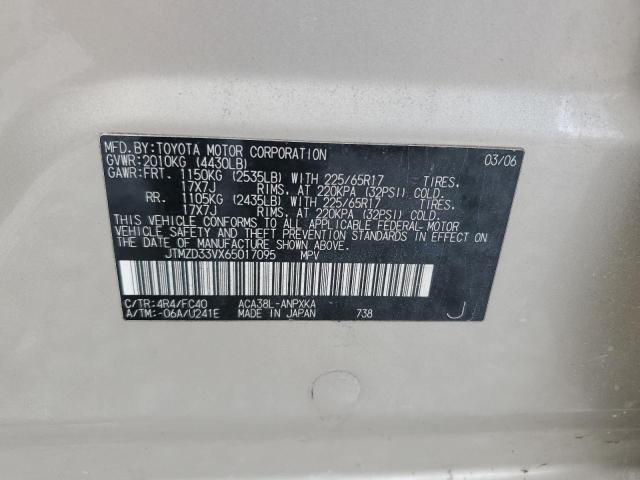 MFD.BY:TOYOTA MOTOR CORPORATION 03/06
GVWR:2010KG (4430LB)
GAWR:FRT. 1150KG (2535LB) WITH 225/65R17 TIRES,
17X7J RIMS, AT 220KPA (32PSI) COLD.
RR. 1105KG (2435LB) WITH 225/65R17 TIRES,
17X7J RIMS, AT 220KPA (32PSI) COLD.
THIS VEHICLE CONFORMS TO ALL APPLICABLE FEDERAL MOTOR
VEHICLE SAFETY, BUMPER, AND THEFT PREVENTION STANDARDS IN EFFECT ON
THE DATE OF MANUFACTURE SHOWN ABOVE.
JTMZD33VX65017095 MPV
C/TR:4R4/FC40 ACA38L-ANPXKA
A/TM:-06A/U241E MADE IN JAPAN 738 J